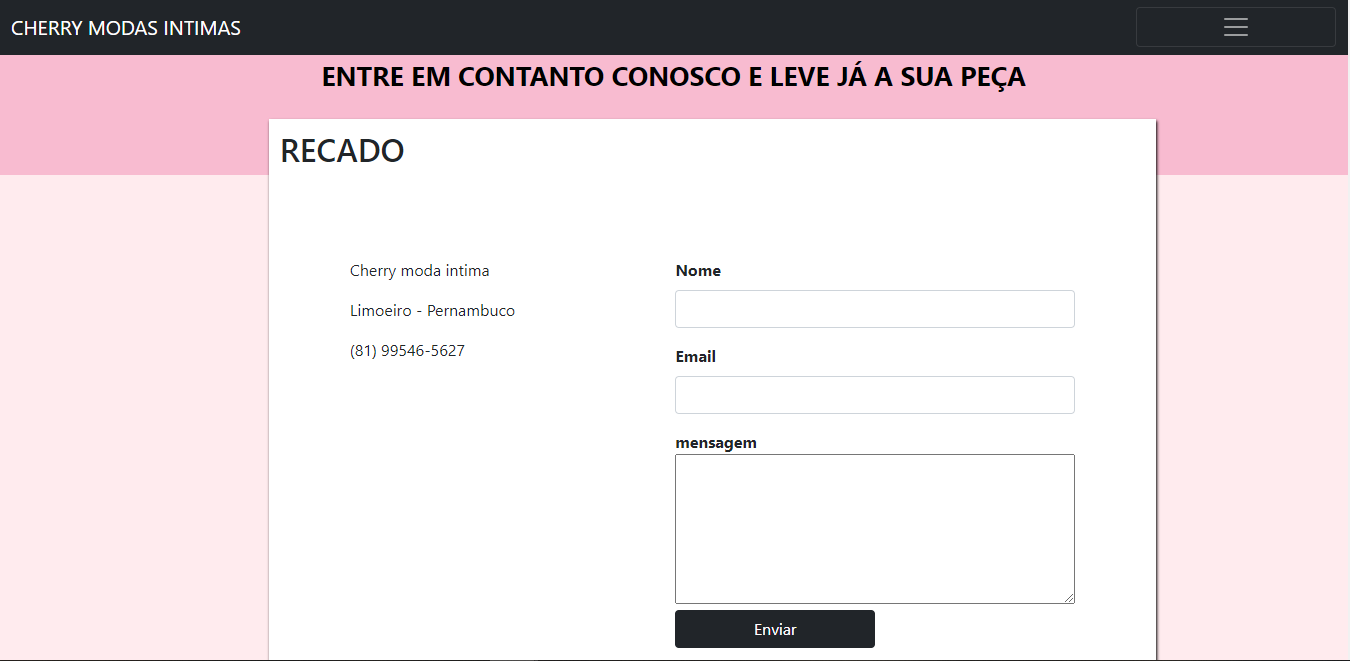 CHERRY MODAS INTIMAS
ENTRE EM CONTANTO CONOSCO E LEVE JÁ A SUA PEÇA
RECADO
Cherry moda intima
Limoeiro - Pernambuco
(81) 99546-5627
Nome
Email
mensagem
Enviar